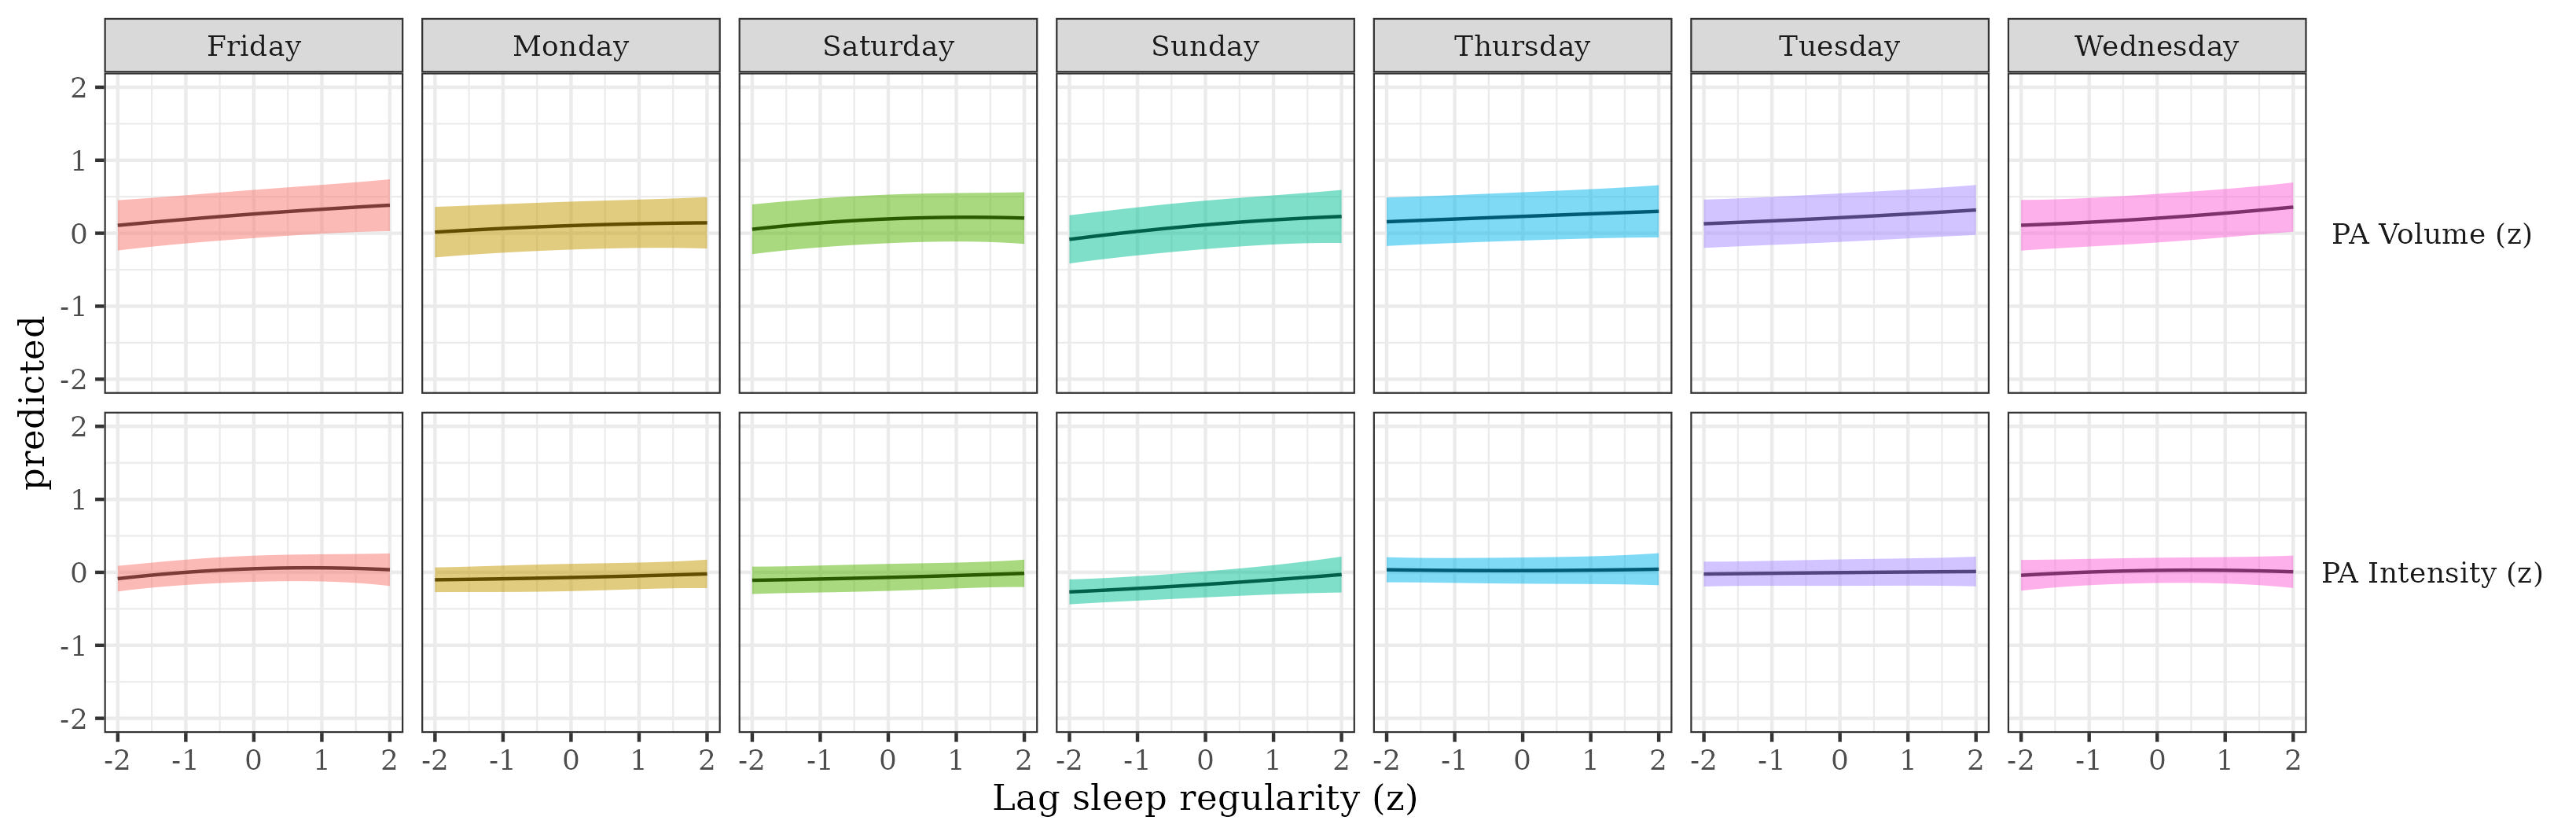 Friday Monday Saturday Sunday Thursday Tuesday Wednesday
2
1
0
-1
-2
PA Volume (z)
predicted
2
1
0
-1
-2
PA Intensity (z)
-2 -1 0 1 2 -2 -1 0 1 2 -2 -1 0 1 2 -2 -1 0 1 2 -2 -1 0 1 2 -2 -1 0 1 2 -2 -1 0 1 2
Lag sleep regularity (z)